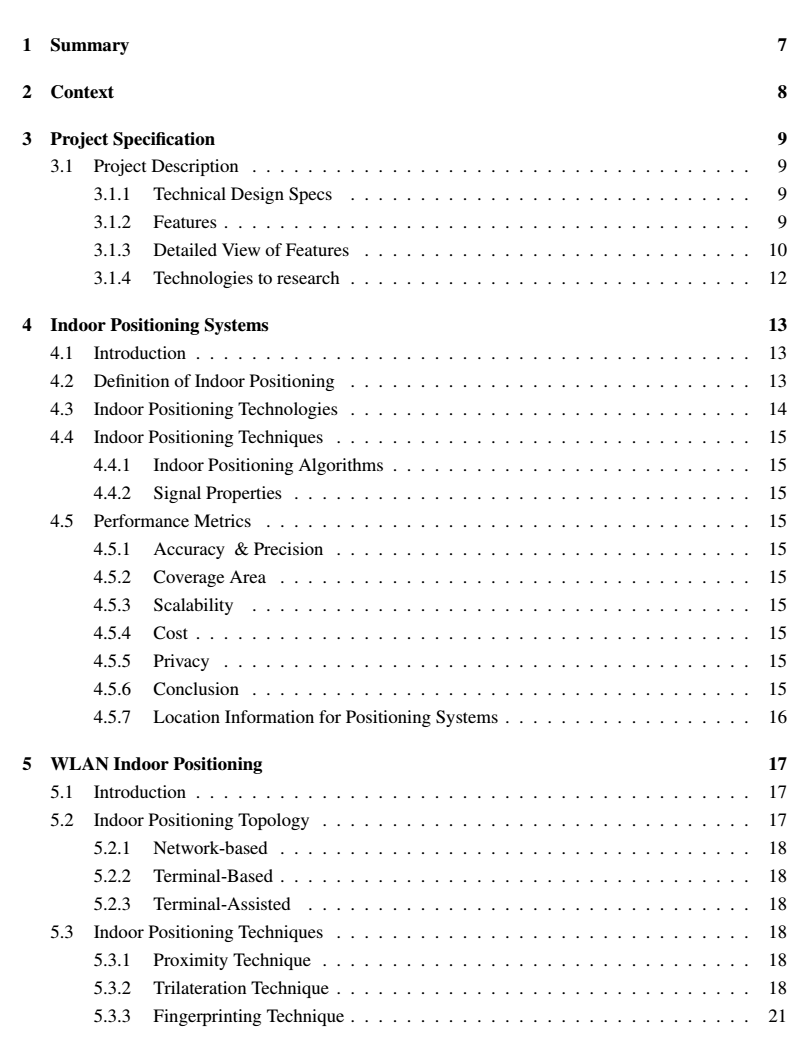 1 Summary 7
2 Context 8
3 Project Specification 9
3.1 Project Description . . . . . . . . . . . . . . . . . . . . . . . . . . . . . . . . . . . . 9
3.1.1 Technical Design Specs . . . . . . . . . . . . . . . . . . . . . . . . . . . . . 9
3.1.2 Features . . . . . . . . . . . . . . . . . . . . . . . . . . . . . . . . . . . . . . 9
3.1.3 Detailed View of Features . . . . . . . . . . . . . . . . . . . . . . . . . . . . 10
3.1.4 Technologies to research . . . . . . . . . . . . . . . . . . . . . . . . . . . . . 12
4 Indoor Positioning Systems 13
4.1 Introduction . . . . . . . . . . . . . . . . . . . . . . . . . . . . . . . . . . . . . . . . 13
4.2 Definition of Indoor Positioning . . . . . . . . . . . . . . . . . . . . . . . . . . . . . 13
4.3 Indoor Positioning Technologies . . . . . . . . . . . . . . . . . . . . . . . . . . . . . 14
4.4 Indoor Positioning Techniques . . . . . . . . . . . . . . . . . . . . . . . . . . . . . . 15
4.4.1 Indoor Positioning Algorithms . . . . . . . . . . . . . . . . . . . . . . . . . . 15
4.4.2 Signal Properties . . . . . . . . . . . . . . . . . . . . . . . . . . . . . . . . . 15
4.5 Performance Metrics . . . . . . . . . . . . . . . . . . . . . . . . . . . . . . . . . . . 15
4.5.1 Accuracy & Precision . . . . . . . . . . . . . . . . . . . . . . . . . . . . . . 15
4.5.2 Coverage Area . . . . . . . . . . . . . . . . . . . . . . . . . . . . . . . . . . 15
4.5.3 Scalability . . . . . . . . . . . . . . . . . . . . . . . . . . . . . . . . . . . . 15
4.5.4 Cost . . . . . . . . . . . . . . . . . . . . . . . . . . . . . . . . . . . . . . . . 15
4.5.5 Privacy . . . . . . . . . . . . . . . . . . . . . . . . . . . . . . . . . . . . . . 15
4.5.6 Conclusion . . . . . . . . . . . . . . . . . . . . . . . . . . . . . . . . . . . . 15
4.5.7 Location Information for Positioning Systems . . . . . . . . . . . . . . . . . . 16
5 WLAN Indoor Positioning 17
5.1 Introduction . . . . . . . . . . . . . . . . . . . . . . . . . . . . . . . . . . . . . . . . 17
5.2 Indoor Positioning Topology . . . . . . . . . . . . . . . . . . . . . . . . . . . . . . . 17
5.2.1 Network-based . . . . . . . . . . . . . . . . . . . . . . . . . . . . . . . . . . 18
5.2.2 Terminal-Based . . . . . . . . . . . . . . . . . . . . . . . . . . . . . . . . . . 18
5.2.3 Terminal-Assisted . . . . . . . . . . . . . . . . . . . . . . . . . . . . . . . . 18
5.3 Indoor Positioning Techniques . . . . . . . . . . . . . . . . . . . . . . . . . . . . . . 18
5.3.1 Proximity Technique . . . . . . . . . . . . . . . . . . . . . . . . . . . . . . . 18
5.3.2 Trilateration Technique . . . . . . . . . . . . . . . . . . . . . . . . . . . . . . 18
5.3.3 Fingerprinting Technique . . . . . . . . . . . . . . . . . . . . . . . . . . . . . 21